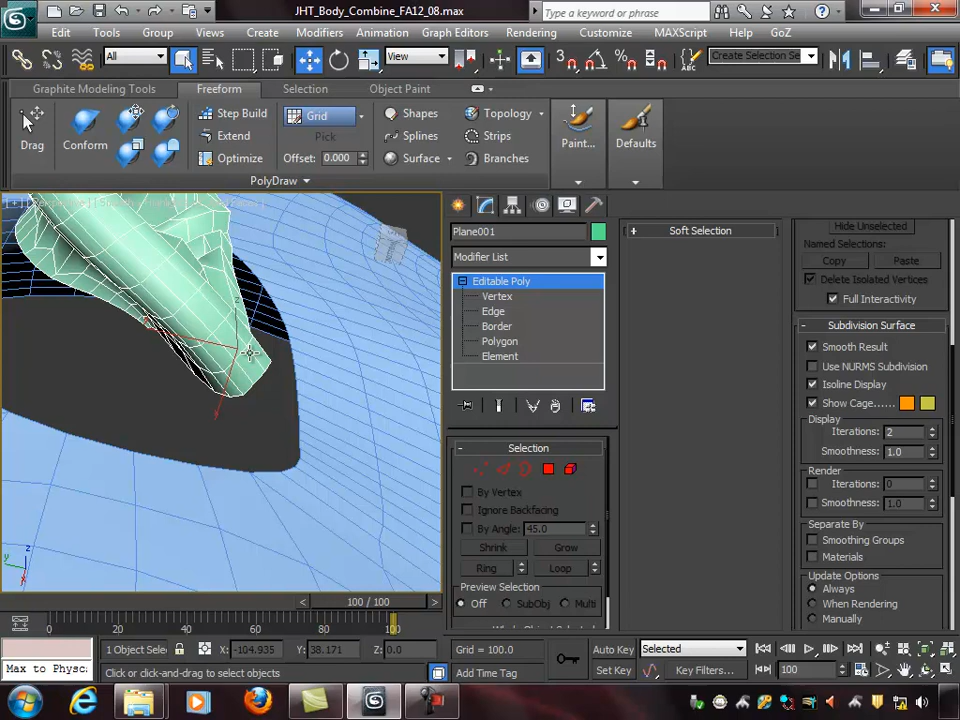 JHT_Body_Combine_FA12_08.max
Type a keyword or phrase
Edit Tools Group Views Create Modifiers Animation Graph Editors Rendering Customize MAXScript Help GoZ
All View Create Selection Se
Graphite Modeling Tools Freeform Selection Object Paint
Drag Conform Step Build Extend Optimize Grid Pick Offset: 0.000 Shapes Splines Surface Topology Strips Branches Paint... Defaults
PolyDraw
Plane001
Modifier List
Editable Poly
Vertex
Edge
Border
Polygon
Element
Selection
By Vertex
Ignore Backfacing
By Angle: 45.0
Shrink Grow
Ring Loop
Preview Selection
Off SubObj Multi
Soft Selection
Hide Unselected
Named Selections:
Copy Paste
Delete Isolated Vertices
Full Interactivity
Subdivision Surface
Smooth Result
Use NURMS Subdivision
Isoline Display
Show Cage......
Display
Iterations: 2
Smoothness: 1.0
Render
Iterations: 0
Smoothness: 1.0
Separate By
Smoothing Groups
Materials
Update Options
Always
When Rendering
Manually
z
y
x
100 / 100
0 20 40 60 80 100
1 Object Sele X: -104.935 Y: 38.171 Z: 0.0 Grid = 100.0 Auto Key Selected
Max to Physc Click or click-and-drag to select objects Add Time Tag Set Key Key Filters... 100